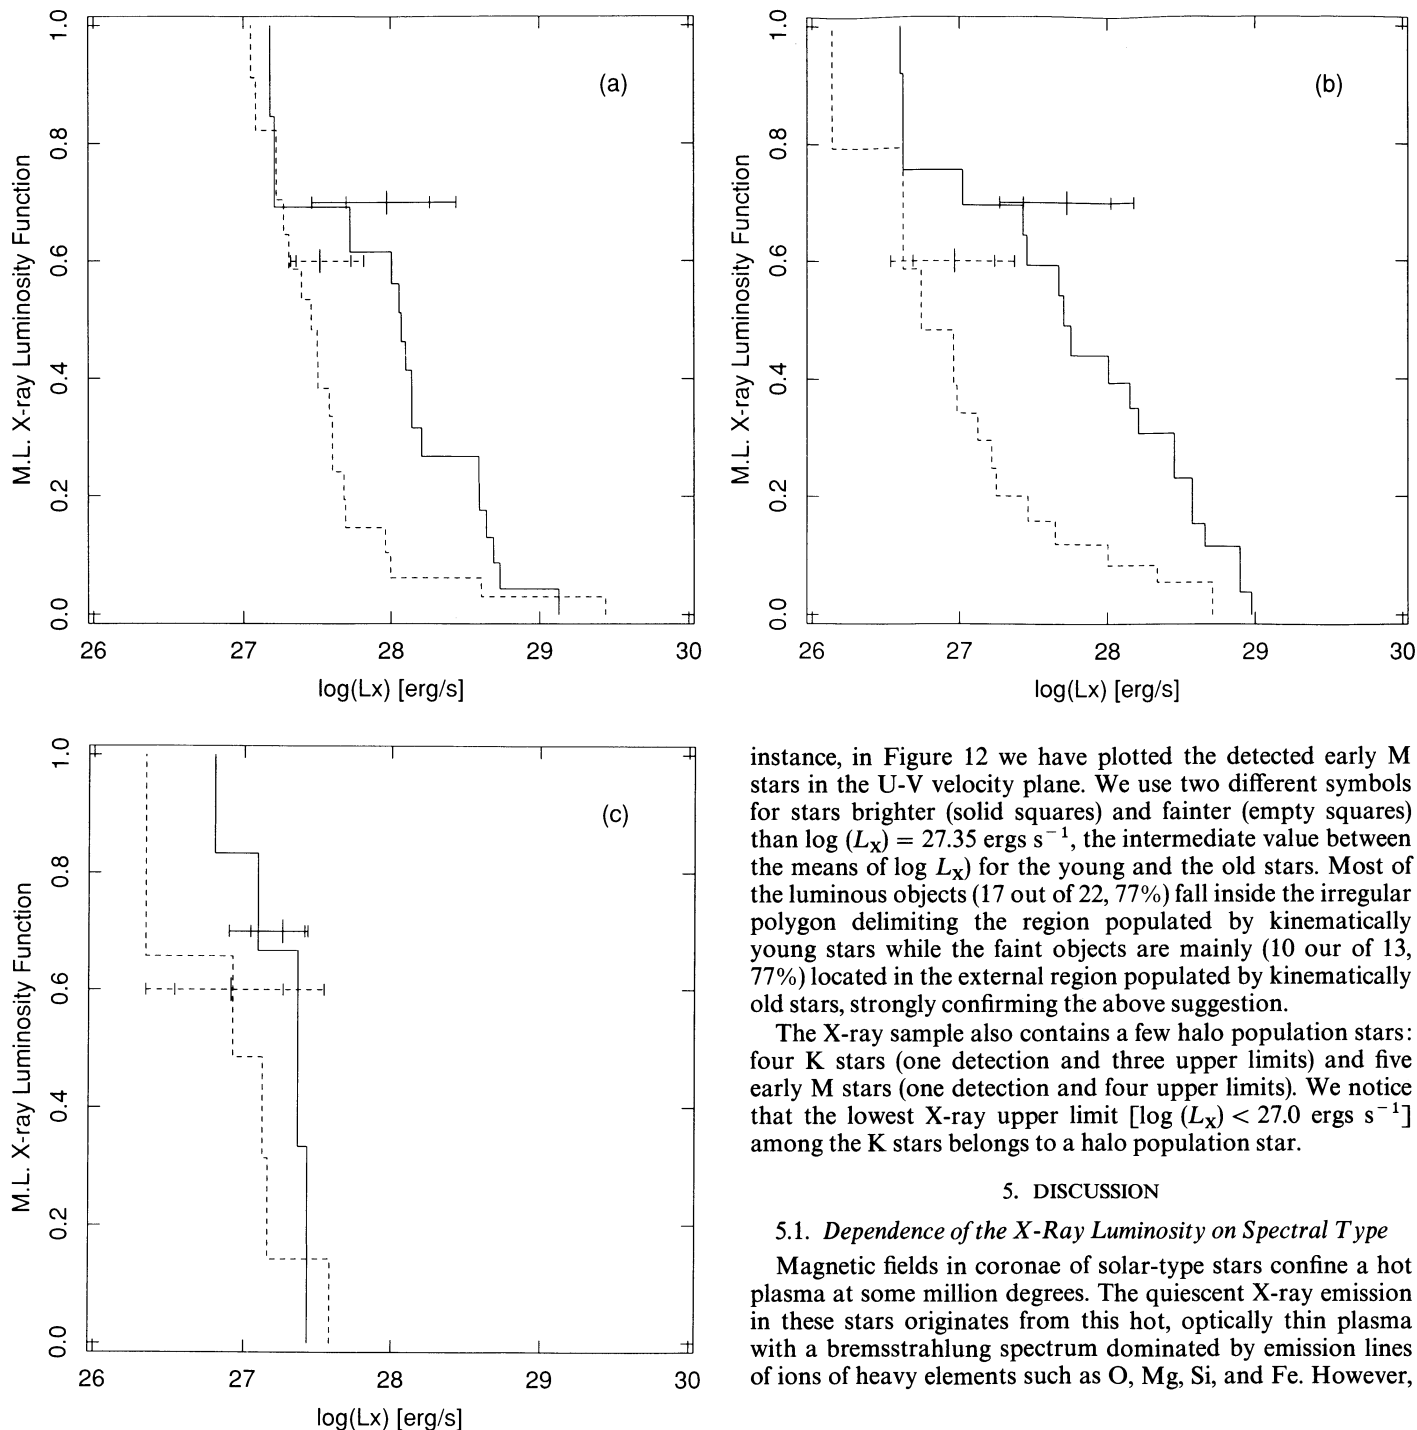 (a)
M.L. X-ray Luminosity Function
1.0
0.8
0.6
0.4
0.2
0.0
26 27 28 29 30
log(Lx) [erg/s]
(b)
M.L. X-ray Luminosity Function
1.0
0.8
0.6
0.4
0.2
0.0
26 27 28 29 30
log(Lx) [erg/s]
(c)
M.L. X-ray Luminosity Function
1.0
0.8
0.6
0.4
0.2
0.0
26 27 28 29 30
log(Lx) [erg/s]
instance, in Figure 12 we have plotted the detected early M
stars in the U-V velocity plane. We use two different symbols
for stars brighter (solid squares) and fainter (empty squares)
than log (Lx) = 27.35 ergs s⁻¹, the intermediate value between
the means of log Lx) for the young and the old stars. Most of
the luminous objects (17 out of 22, 77%) fall inside the irregular
polygon delimiting the region populated by kinematically
young stars while the faint objects are mainly (10 our of 13,
77%) located in the external region populated by kinematically
old stars, strongly confirming the above suggestion.
The X-ray sample also contains a few halo population stars:
four K stars (one detection and three upper limits) and five
early M stars (one detection and four upper limits). We notice
that the lowest X-ray upper limit [log (Lx) < 27.0 ergs s⁻¹]
among the K stars belongs to a halo population star.
5. DISCUSSION
5.1. Dependence of the X-Ray Luminosity on Spectral Type
Magnetic fields in coronae of solar-type stars confine a hot
plasma at some million degrees. The quiescent X-ray emission
in these stars originates from this hot, optically thin plasma
with a bremsstrahlung spectrum dominated by emission lines
of ions of heavy elements such as O, Mg, Si, and Fe. However,